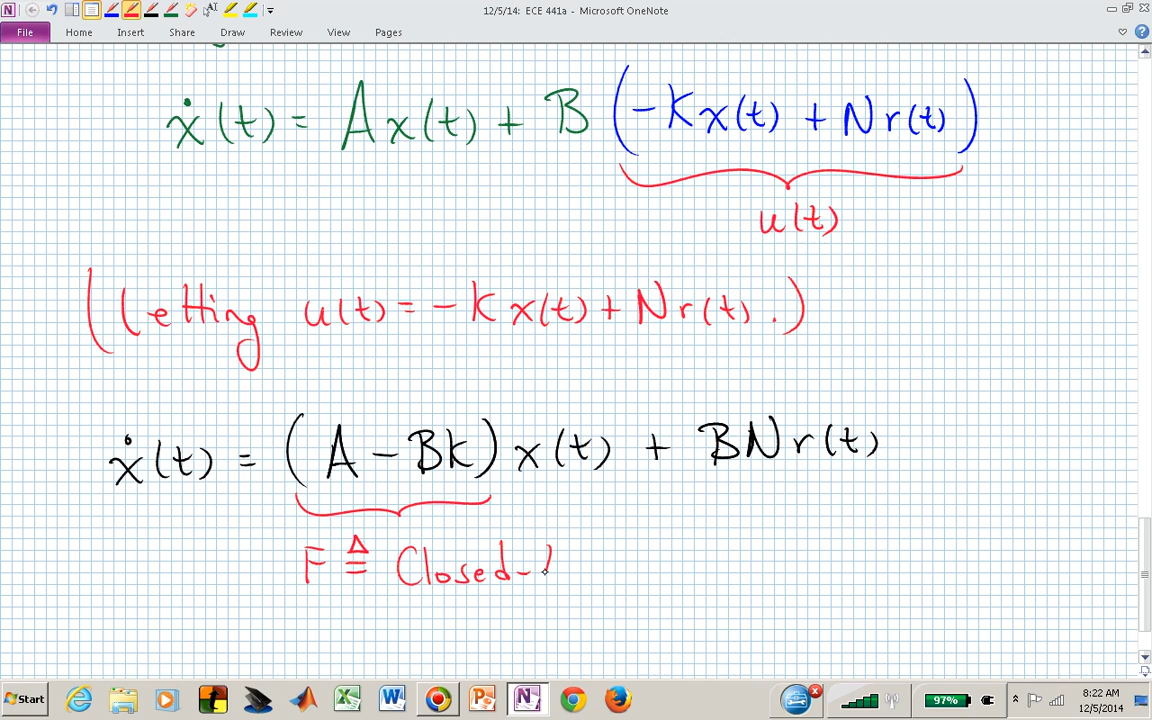 12/5/14: ECE 441a - Microsoft OneNote
File Home Insert Share Draw Review View Pages
ẋ(t) = Ax(t) + B (-Kx(t) + Nr(t))
u(t)
(Letting u(t) = -Kx(t) + Nr(t).)
ẋ(t) = (A - BK) x(t) + BNr(t)
F ≜ Closed-l
Start
97%
8:22 AM
12/5/2014